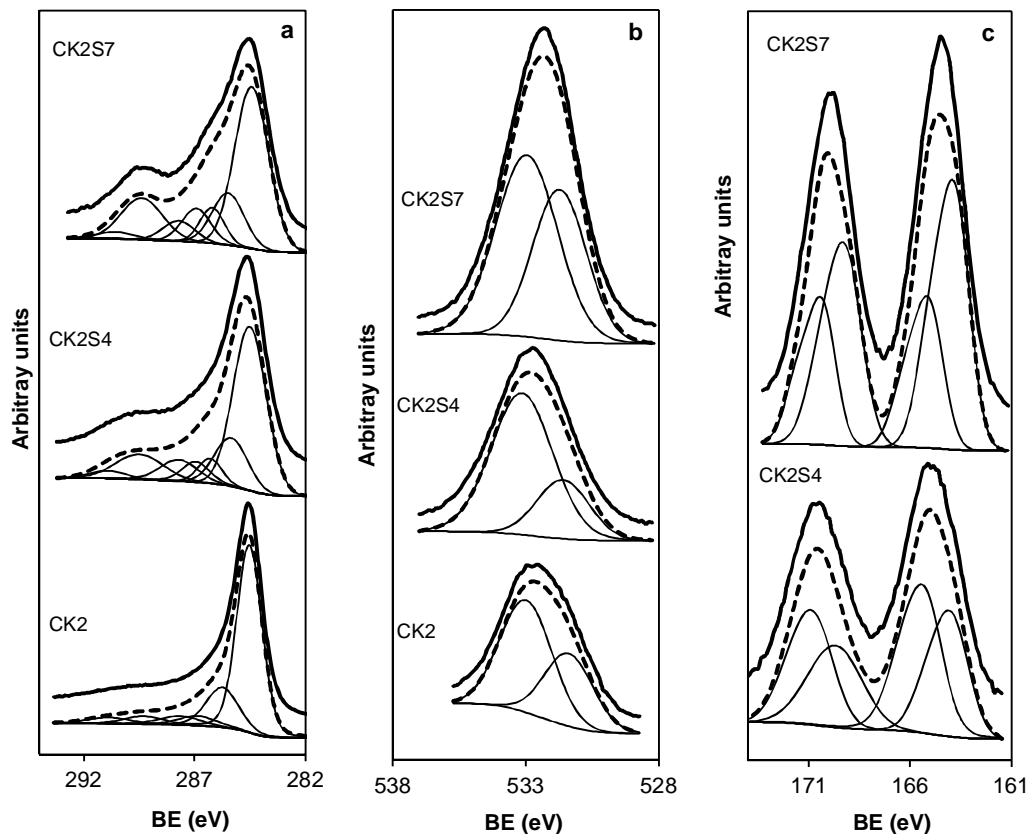 a
CK2S7
CK2S4
CK2
Arbitray units
292
287
282
BE (eV)
b
CK2S7
CK2S4
CK2
Arbitray units
538
533
528
BE (eV)
c
CK2S7
CK2S4
Arbitray units
171
166
161
BE (eV)